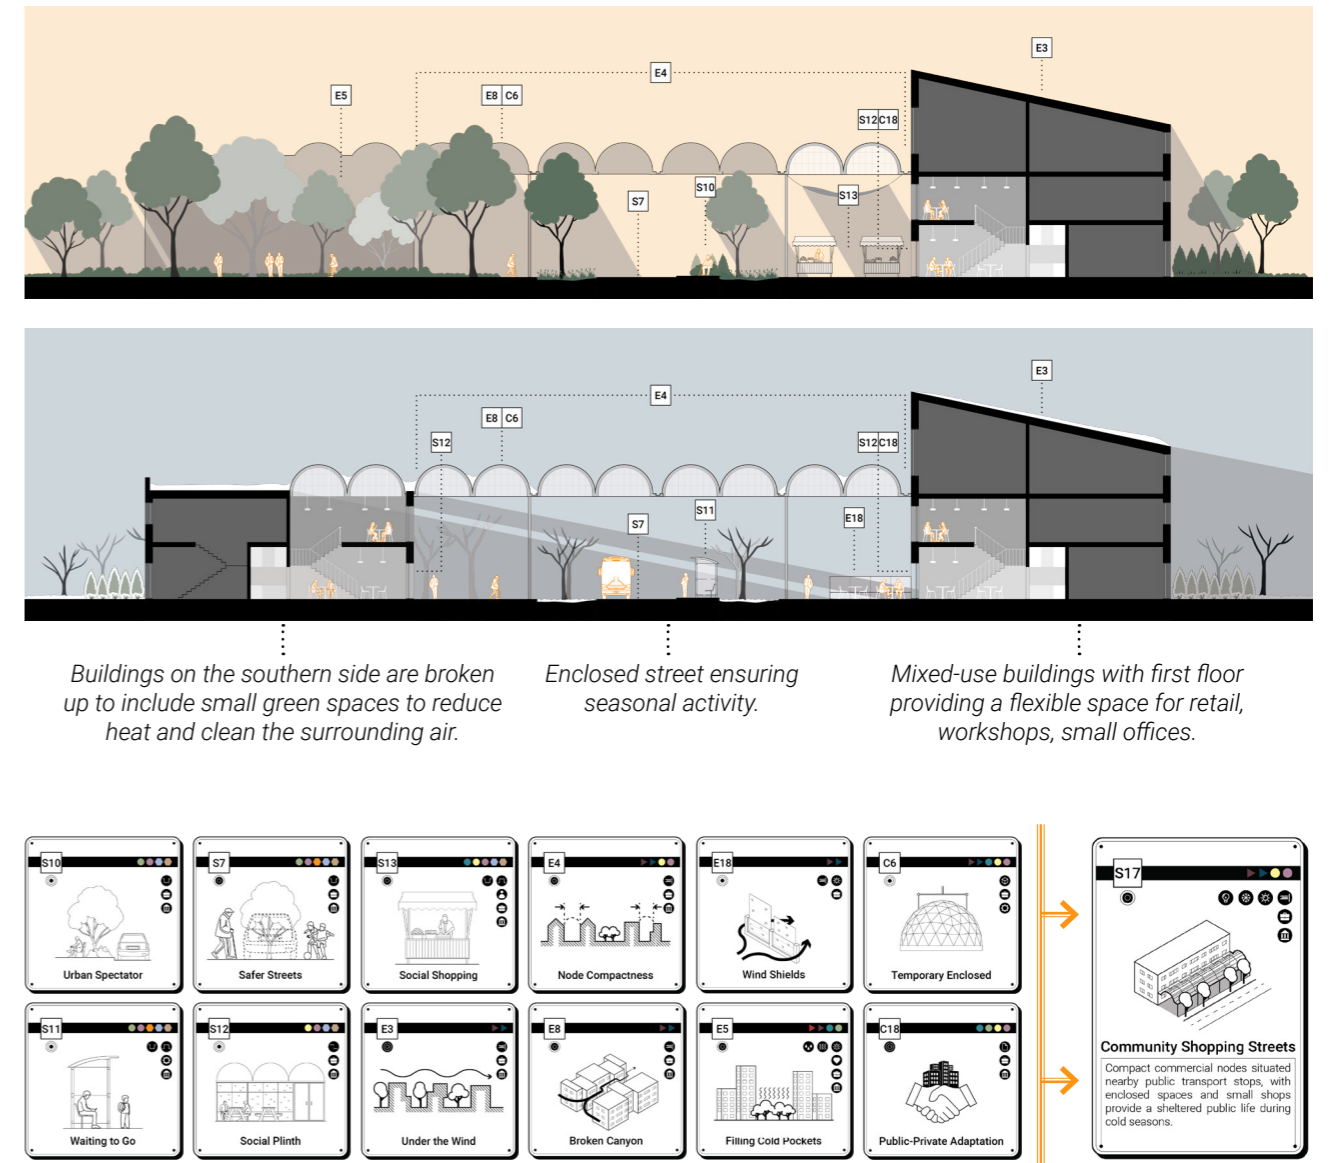 E3
E4
E5
E8 C6
S12 C18
S7
S10
S13
E3
E4
E8 C6
S12
S12 C18
S7
S11
E18
Buildings on the southern side are broken
up to include small green spaces to reduce
heat and clean the surrounding air.
Enclosed street ensuring
seasonal activity.
Mixed-use buildings with first floor
providing a flexible space for retail,
workshops, small offices.
S10
Urban Spectator
S7
Safer Streets
S13
Social Shopping
E4
Node Compactness
E18
Wind Shields
C6
Temporary Enclosed
S11
Waiting to Go
S12
Social Plinth
E3
Under the Wind
E8
Broken Canyon
E5
Filling Cold Pockets
C18
Public-Private Adaptation
S17
Community Shopping Streets
Compact commercial nodes situated
nearby public transport stops, with
enclosed spaces and small shops
provide a sheltered public life during
cold seasons.